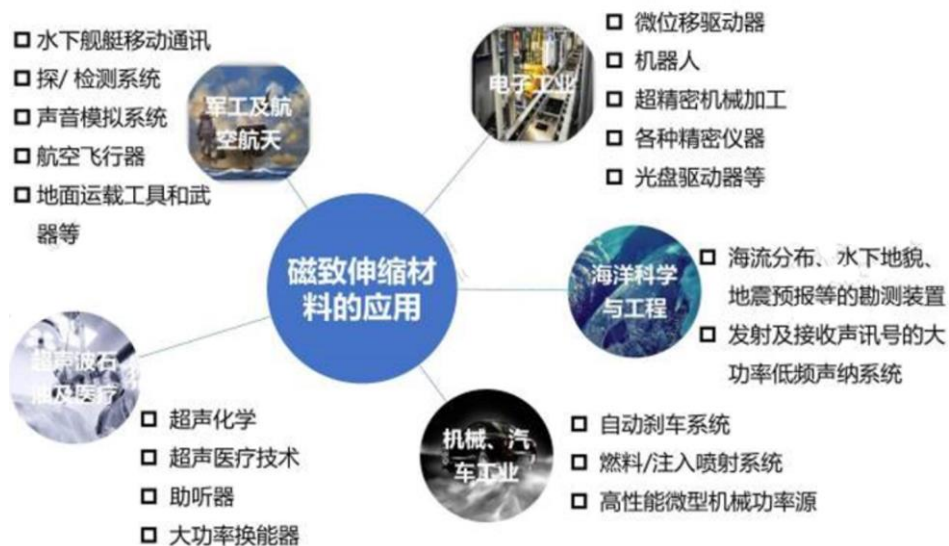 水下舰艇移动通讯
探/ 检测系统
声音模拟系统
航空飞行器
地面运载工具和武
器等
军工及航
空航天
电子工业
微位移驱动器
机器人
超精密机械加工
各种精密仪器
光盘驱动器等
磁致伸缩材
料的应用
海洋科学
与工程
海流分布、水下地貌、
地震预报等的勘测装置
发射及接收声讯号的大
功率低频声纳系统
超声波石
油及医疗
超声化学
超声医疗技术
助听器
大功率换能器
机械、汽
车工业
自动刹车系统
燃料/注入喷射系统
高性能微型机械功率源